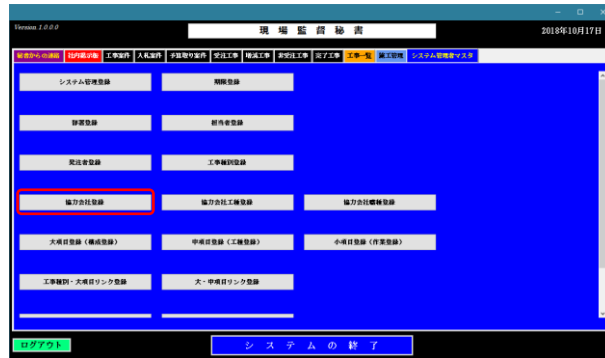 Version 1.0.0.0
現場監督秘書
2018年10月17日
秘書からの連絡 社内掲示板 工事案件 入札案件 予算取り案件 受注工事 増減工事 未受注工事 完了工事 工事一覧 施工管理 システム管理者マスタ
システム管理登録 期限登録
部署登録 担当者登録
発注者登録 工事種別登録
協力会社登録 協力会社工種登録 協力会社職種登録
大項目登録（構成登録） 中項目登録（工種登録） 小項目登録（作業登録）
工事種別・大項目リンク登録 大・中項目リンク登録
ログアウト システムの終了